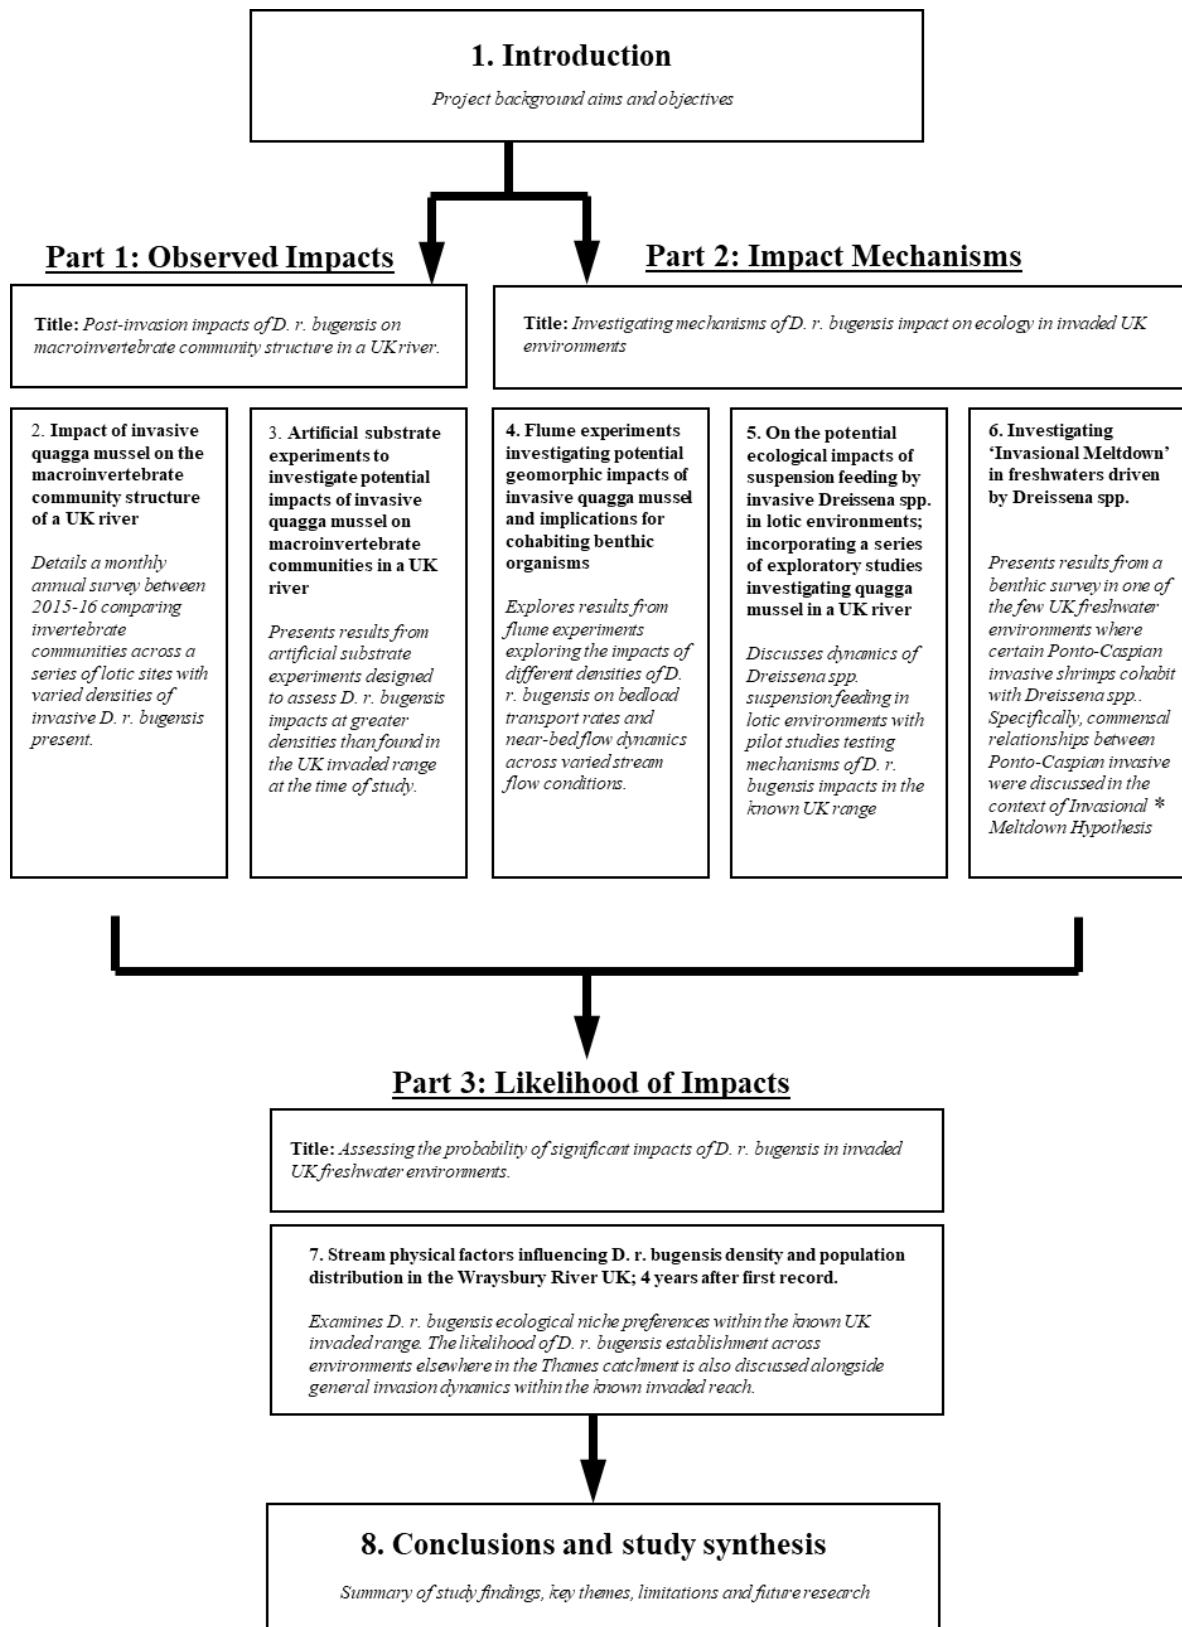 1. Introduction
Project background aims and objectives
Part 1: Observed Impacts
Title: Post-invasion impacts of D. r. bugensis on
macroinvertebrate community structure in a UK river.
2. Impact of invasive
quagga mussel on the
macroinvertebrate
community structure
of a UK river
Details a monthly
annual survey between
2015-16 comparing
invertebrate
communities across a
series of lotic sites with
varied densities of
invasive D. r. bugensis
present.
3. Artificial substrate
experiments to
investigate potential
impacts of invasive
quagga mussel on
macroinvertebrate
communities in a UK
river
Presents results from
artificial substrate
experiments designed
to assess D. r. bugensis
impacts at greater
densities than found in
the UK invaded range
at the time of study.
Part 2: Impact Mechanisms
Title: Investigating mechanisms of D. r. bugensis impact on ecology in invaded UK
environments
4. Flume experiments
investigating potential
geomorphic impacts of
invasive quagga mussel
and implications for
cohabiting benthic
organisms
Explores results from
flume experiments
exploring the impacts of
different densities of D.
r. bugensis on bedload
transport rates and
near-bed flow dynamics
across varied stream
flow conditions.
5. On the potential
ecological impacts of
suspension feeding by
invasive Dreissena spp.
in lotic environments;
incorporating a series
of exploratory studies
investigating quagga
mussel in a UK river
Discusses dynamics of
Dreissena spp.
suspension feeding in
lotic environments with
pilot studies testing
mechanisms of D. r.
bugensis impacts in the
known UK range
6. Investigating
‘Invasional Meltdown’
in freshwaters driven
by Dreissena spp.
Presents results from a
benthic survey in one of
the few UK freshwater
environments where
certain Ponto-Caspian
invasive shrimps cohabit
with Dreissena spp..
Specifically, commensal
relationships between
Ponto-Caspian invasive
were discussed in the
context of Invasional *
Meltdown Hypothesis
Part 3: Likelihood of Impacts
Title: Assessing the probability of significant impacts of D. r. bugensis in invaded
UK freshwater environments.
7. Stream physical factors influencing D. r. bugensis density and population
distribution in the Wraysbury River UK; 4 years after first record.
Examines D. r. bugensis ecological niche preferences within the known UK
invaded range. The likelihood of D. r. bugensis establishment across
environments elsewhere in the Thames catchment is also discussed alongside
general invasion dynamics within the known invaded reach.
8. Conclusions and study synthesis
Summary of study findings, key themes, limitations and future research